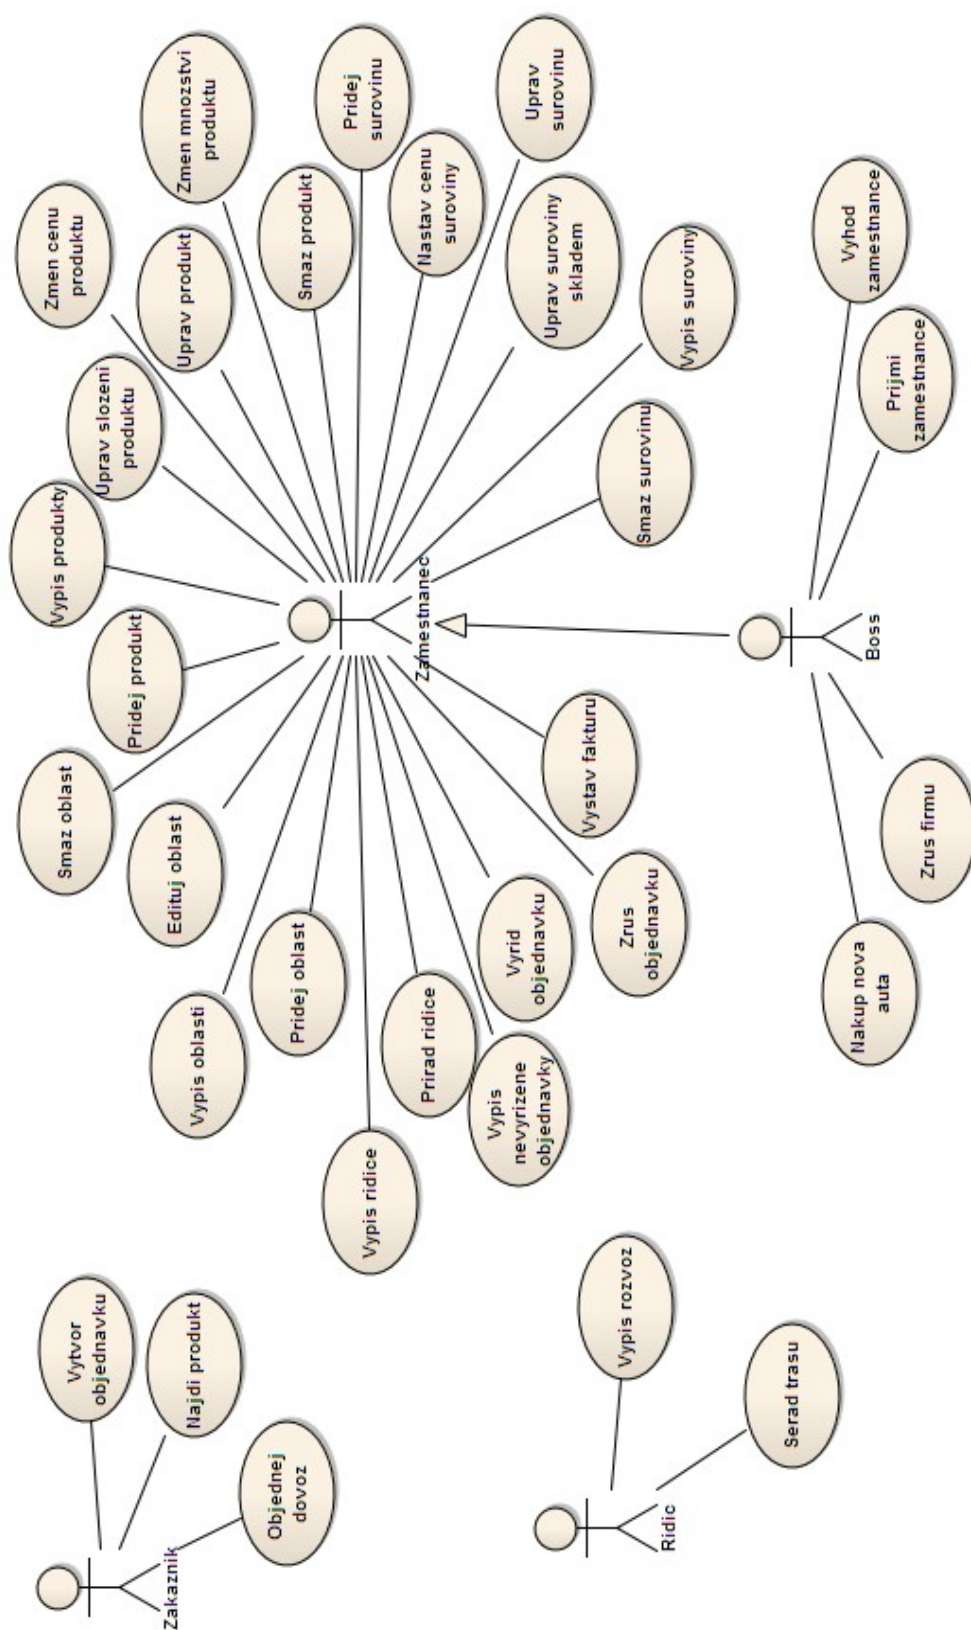 Vytvor
objednavku
Najdi produkt
Objednej
dovoz
Zakaznik
Smaz oblast
Edituj oblast
Vypis oblasti
Pridej oblast
Vypis ridice
Prirad ridice
Vypis
nevyrizene
objednavky
Vyrid
objednavku
Zrus
objednavku
Vystav fakturu
Pridej produkt
Vypis produkty
Uprav slozeni
produktu
Zmen cenu
produktu
Uprav produkt
Zmen mnozstvi
produktu
Smaz produkt
Pridej
surovinu
Nastav cenu
suroviny
Uprav
surovinu
Uprav suroviny
skladem
Vypis suroviny
Smaz surovinu
Zamestnanec
Vypis rozvoz
Serad trasu
Ridic
Nakup nova
auta
Zrus firmu
Boss
Prijmi
zamestnance
Vyhod
zamestnance